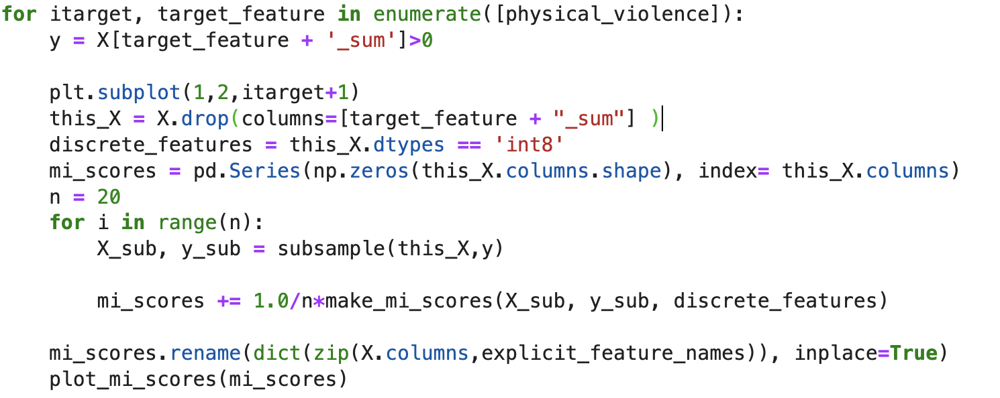 for itarget, target_feature in enumerate([physical_violence]):
    y = X[target_feature + '_sum']>0
    plt.subplot(1,2,itarget+1)
    this_X = X.drop(columns=[target_feature + "_sum"] )
    discrete_features = this_X.dtypes == 'int8'
    mi_scores = pd.Series(np.zeros(this_X.columns.shape), index= this_X.columns)
    n = 20
    for i in range(n):
        X_sub, y_sub = subsample(this_X,y)
        mi_scores += 1.0/n*make_mi_scores(X_sub, y_sub, discrete_features)
    mi_scores.rename(dict(zip(X.columns,explicit_feature_names)), inplace=True)
    plot_mi_scores(mi_scores)